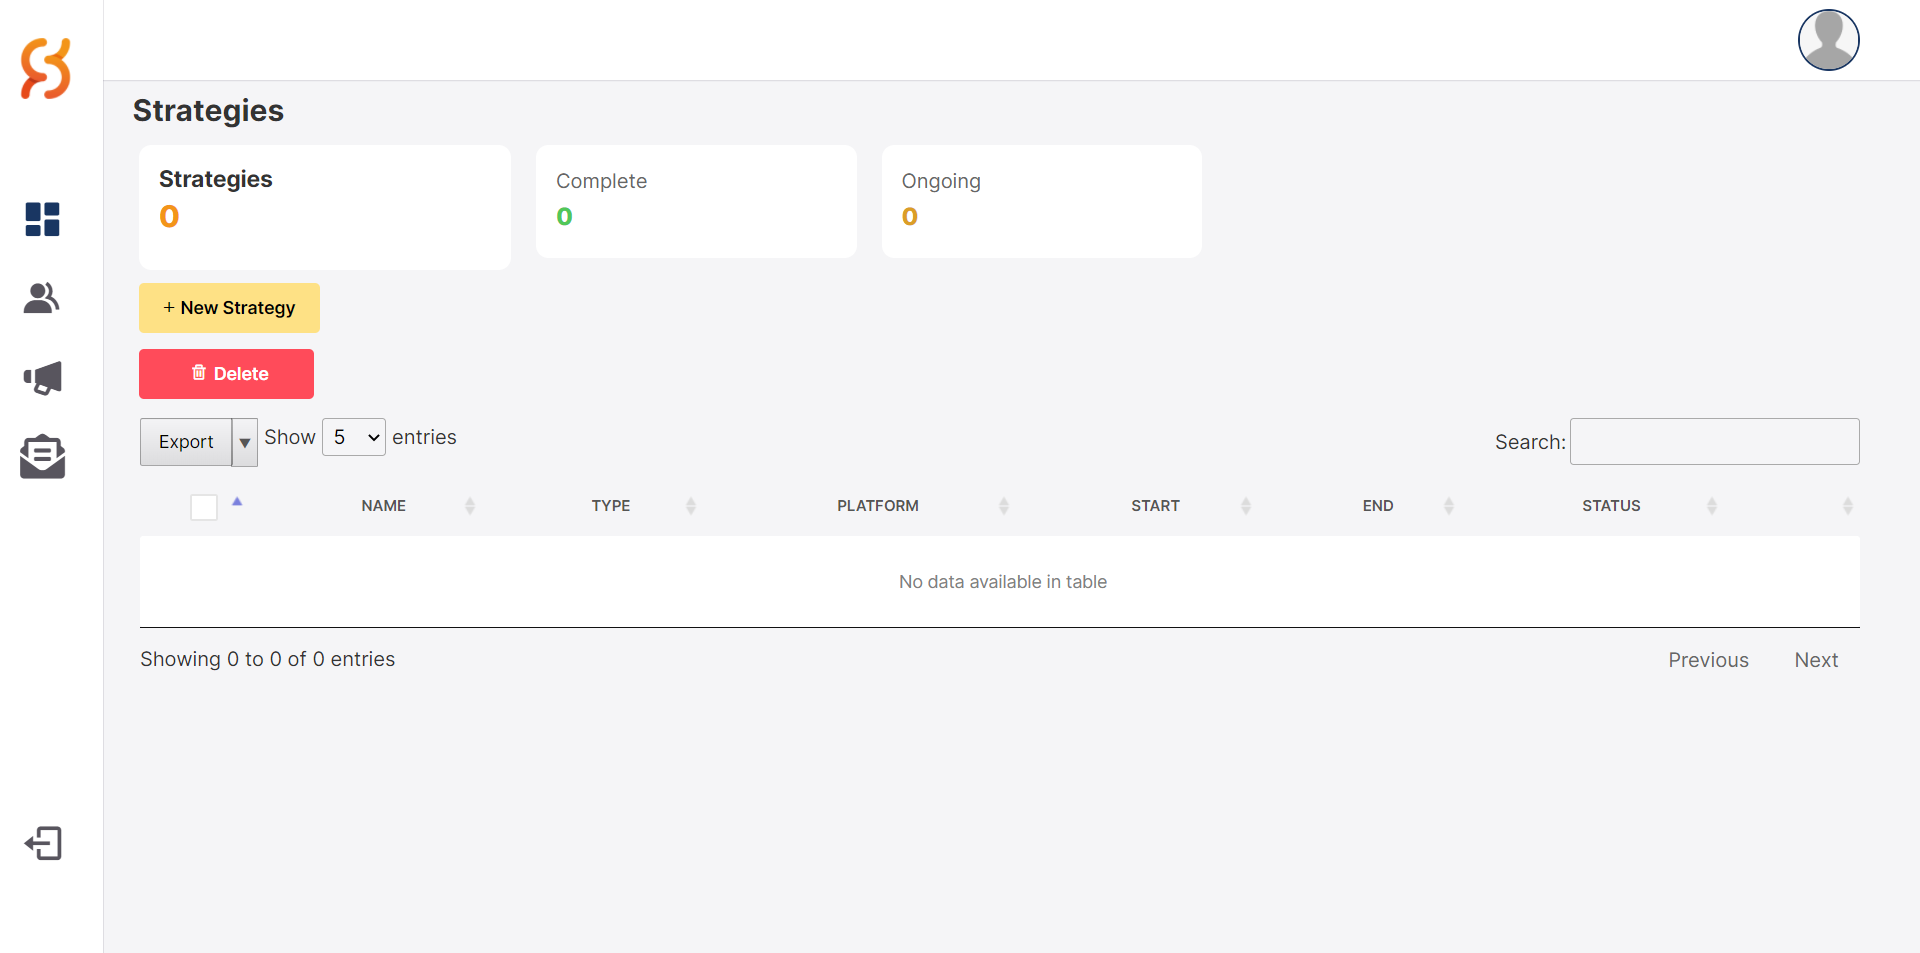 Strategies
Strategies
0
Complete
0
Ongoing
0
+ New Strategy
Delete
Export ▼ Show 5 entries
Search:
NAME TYPE PLATFORM START END STATUS
No data available in table
Showing 0 to 0 of 0 entries
Previous Next